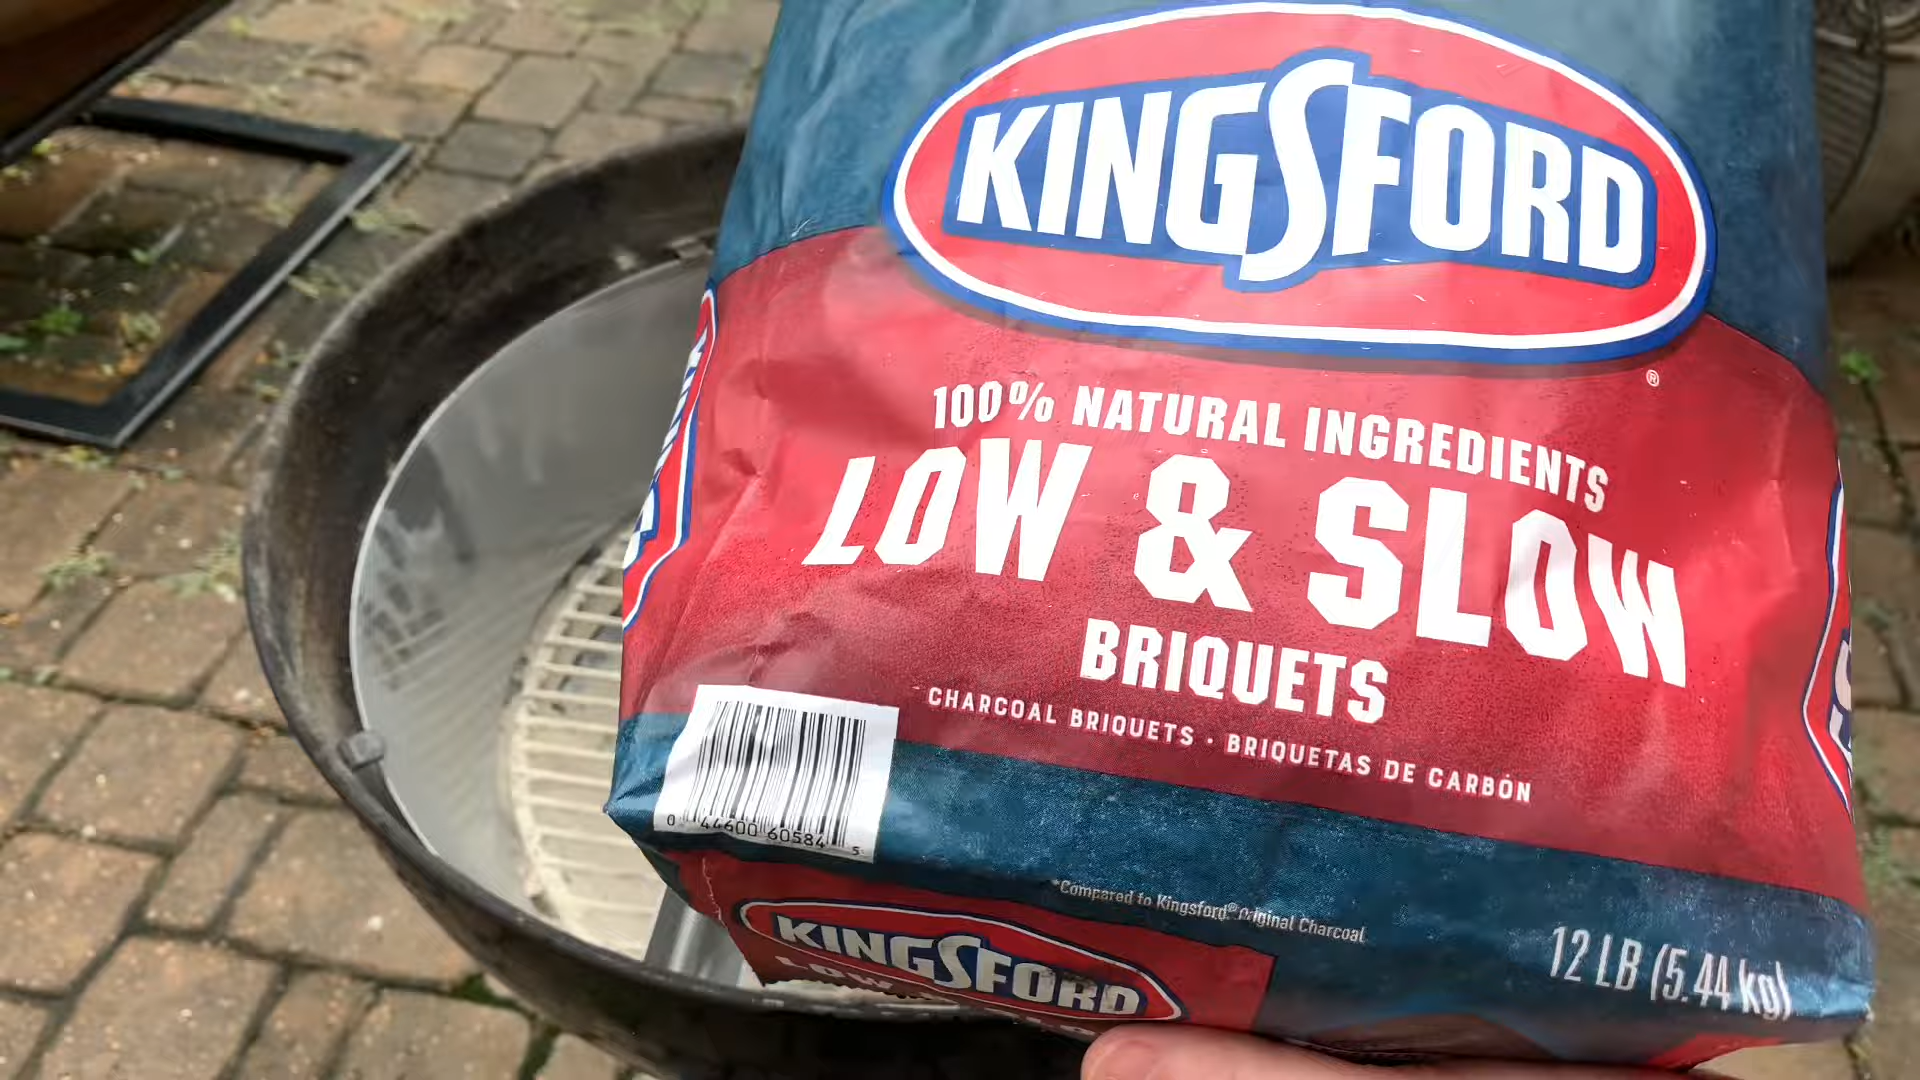 KINGSFORD
®
100% NATURAL INGREDIENTS
LOW & SLOW
BRIQUETS
CHARCOAL BRIQUETS · BRIQUETAS DE CARBÓN
0 44600 60584 5
*Compared to Kingsford® Original Charcoal
12 LB (5.44 kg)
KINGSFORD
LOW